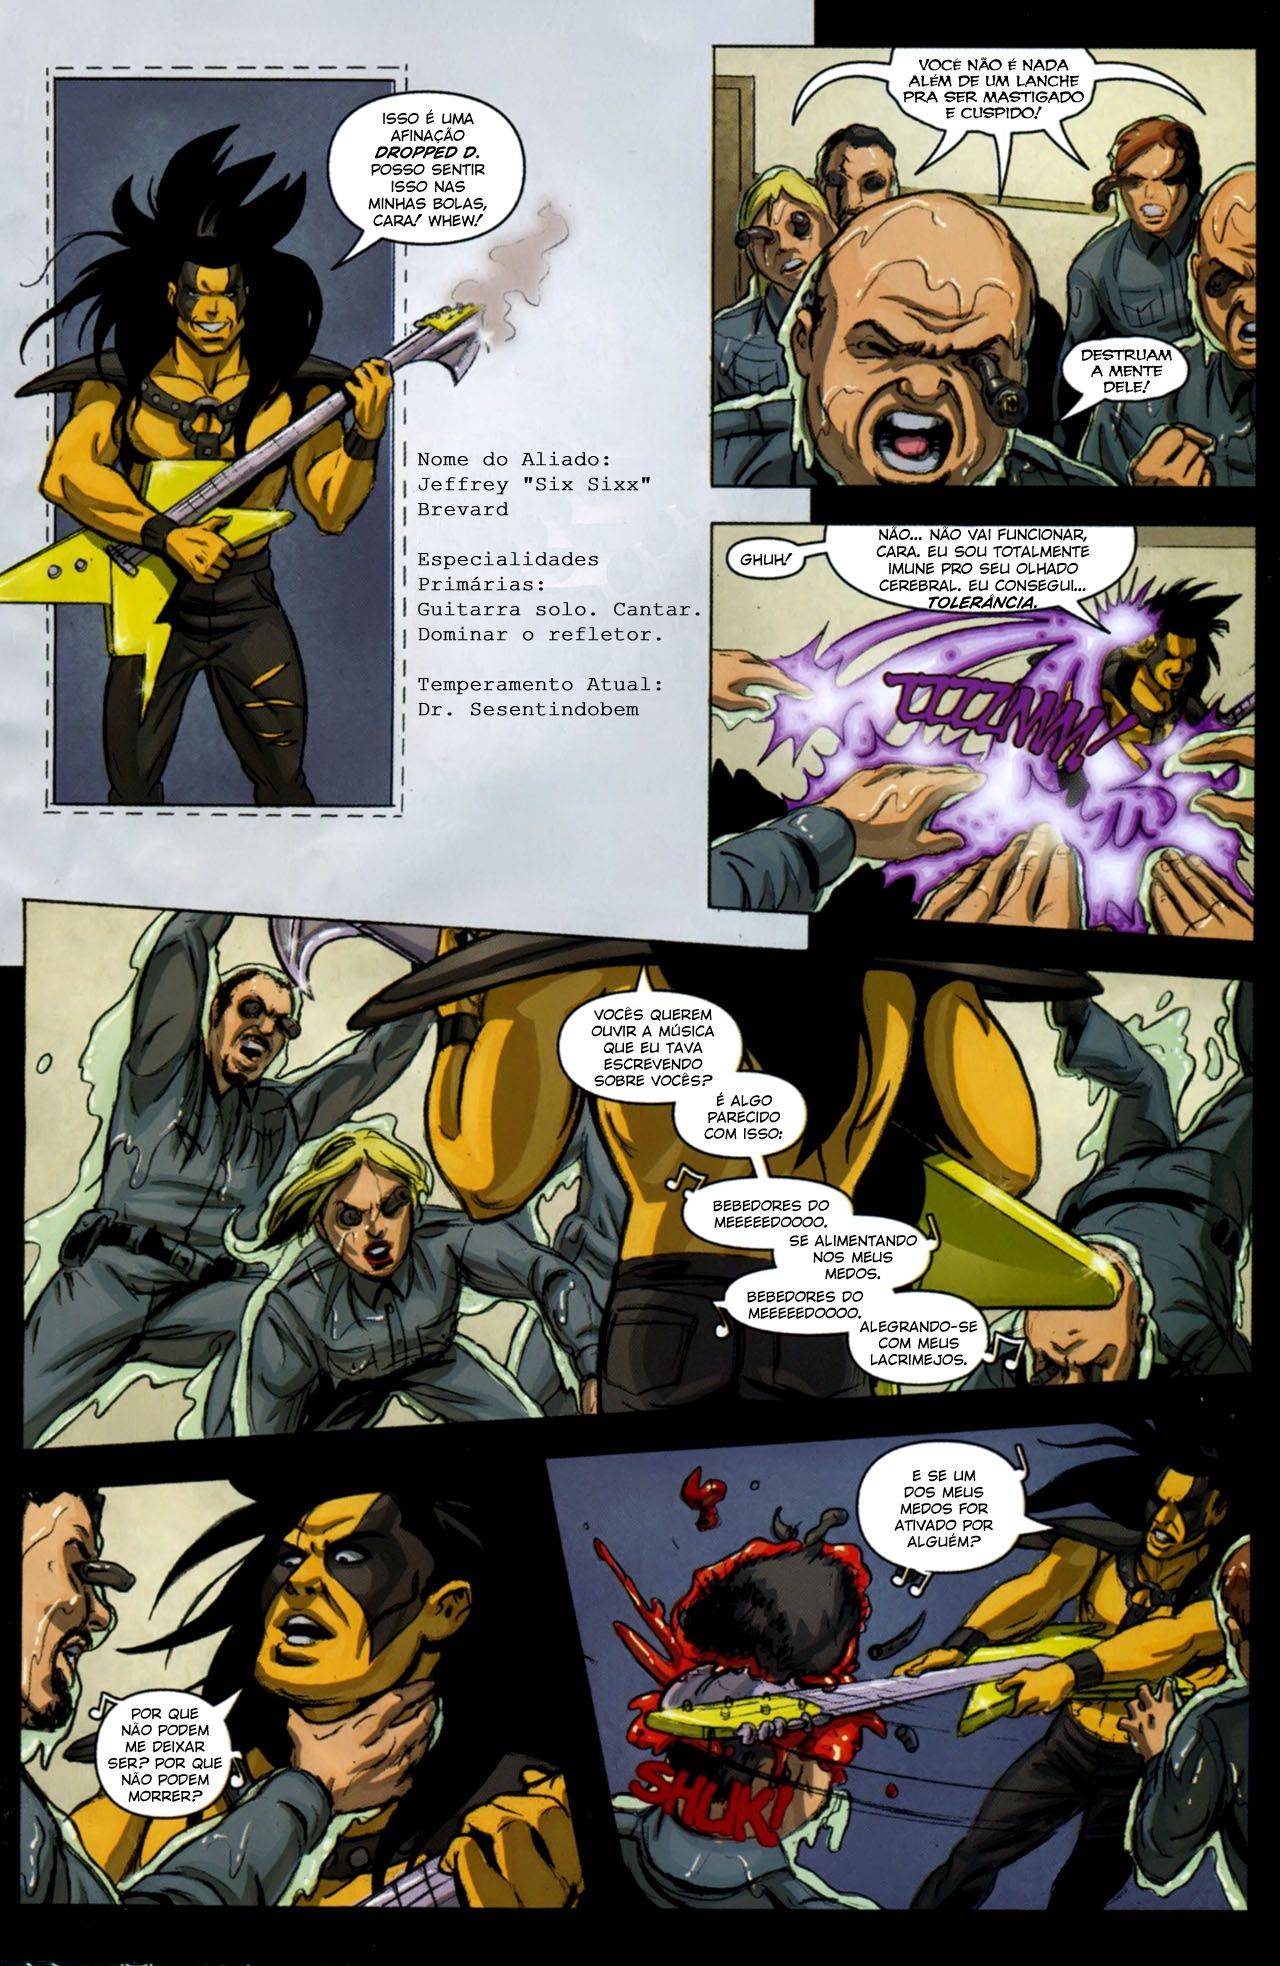 ISSO É UMA
AFINAÇÃO
DROPPED D.
POSSO SENTIR
ISSO NAS
MINHAS BOLAS,
CARA! WHEW!
Nome do Aliado:
Jeffrey "Six Sixx"
Brevard
Especialidades
Primárias:
Guitarra solo. Cantar.
Dominar o refletor.
Temperamento Atual:
Dr. Sesentindobem
VOCÊ NÃO É NADA
ALÉM DE UM LANCHE
PRA SER MASTIGADO
E CUSPIDO!
DESTRUAM
A MENTE
DELE!
GHUH!
NÃO... NÃO VAI FUNCIONAR,
CARA. EU SOU TOTALMENTE
IMUNE PRO SEU OLHADO
CEREBRAL. EU CONSEGUI...
TOLERÂNCIA.
ZZZZZMMM!
VOCÊS QUEREM
OUVIR A MÚSICA
QUE EU TAVA
ESCREVENDO
SOBRE VOCÊS?
É ALGO
PARECIDO
COM ISSO:
BEBEDORES DO
MEEEEEDOOOO.
SE ALIMENTANDO
NOS MEUS
MEDOS.
BEBEDORES DO
MEEEEEDOOOO.
ALEGRANDO-SE
COM MEUS
LACRIMEJOS.
POR QUE
NÃO PODEM
ME DEIXAR
SER? POR QUE
NÃO PODEM
MORRER?
E SE UM
DOS MEUS
MEDOS FOR
ATIVADO POR
ALGUÉM?
SHUK!